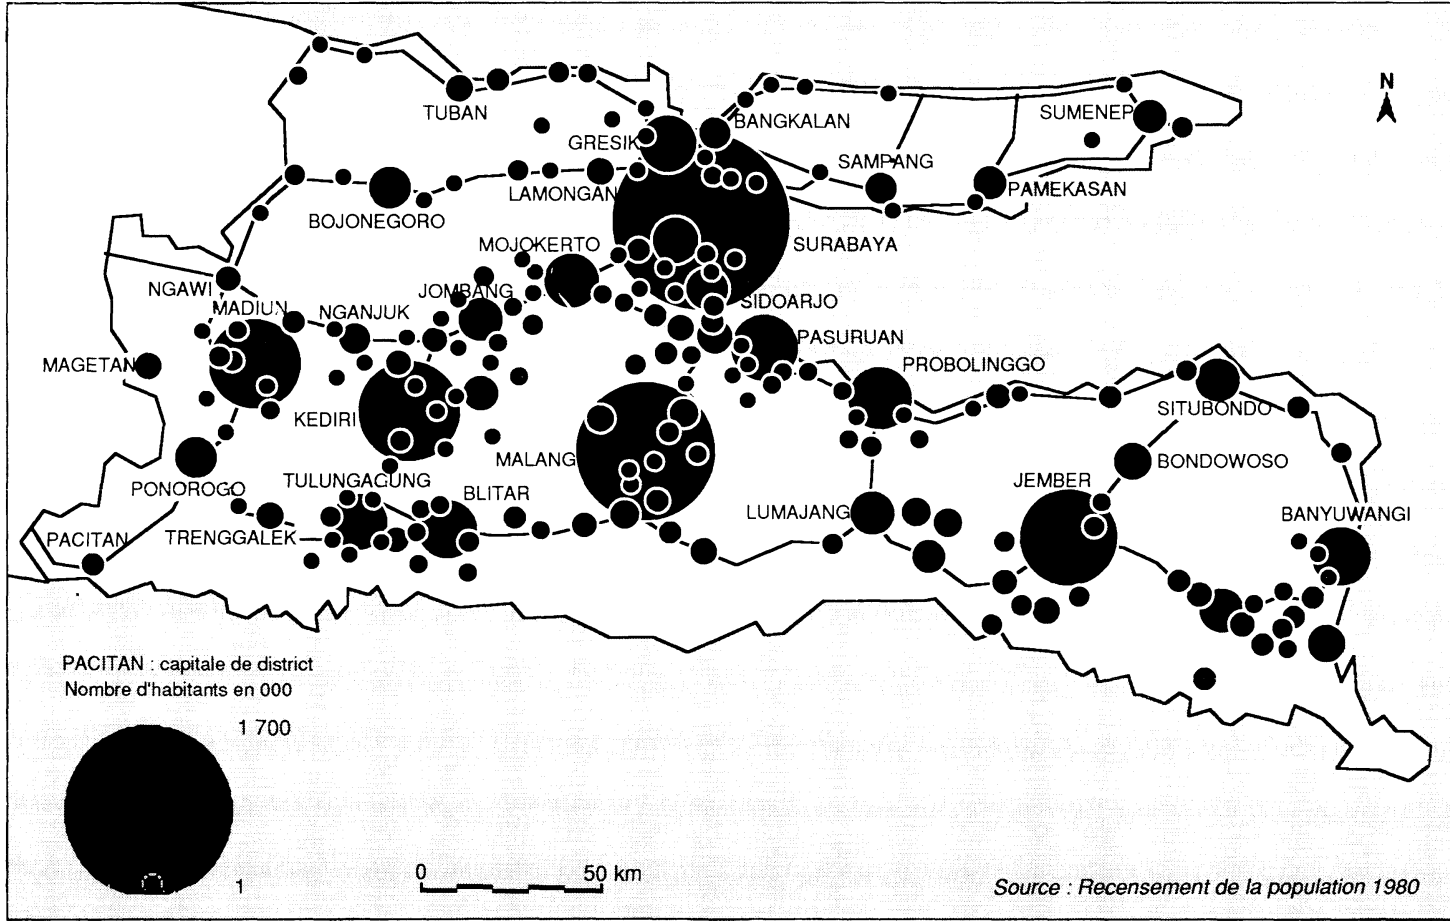 N
TUBAN
BANGKALAN
SUMENEP
GRESIK
SAMPANG
LAMONGAN
PAMEKASAN
BOJONEGORO
MOJOKERTO
SURABAYA
NGAWI
JOMBANG
SIDOARJO
MADIUN
NGANJUK
PASURUAN
MAGETAN
PROBOLINGGO
SITUBONDO
KEDIRI
MALANG
BONDOWOSO
PONOROGO
TULUNGAGUNG
BLITAR
JEMBER
LUMAJANG
BANYUWANGI
PACITAN
TRENGGALEK
PACITAN : capitale de district
Nombre d'habitants en 000
1 700
1
0 50 km
Source : Recensement de la population 1980